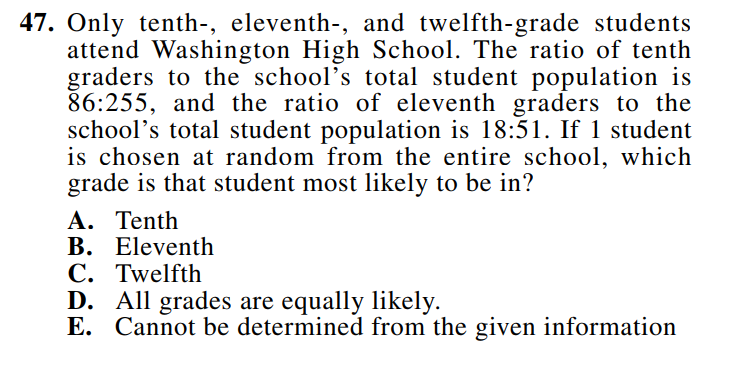 47. Only tenth-, eleventh-, and twelfth-grade students
attend Washington High School. The ratio of tenth
graders to the school's total student population is
86:255, and the ratio of eleventh graders to the
school's total student population is 18:51. If 1 student
is chosen at random from the entire school, which
grade is that student most likely to be in?
A. Tenth
B. Eleventh
C. Twelfth
D. All grades are equally likely.
E. Cannot be determined from the given information